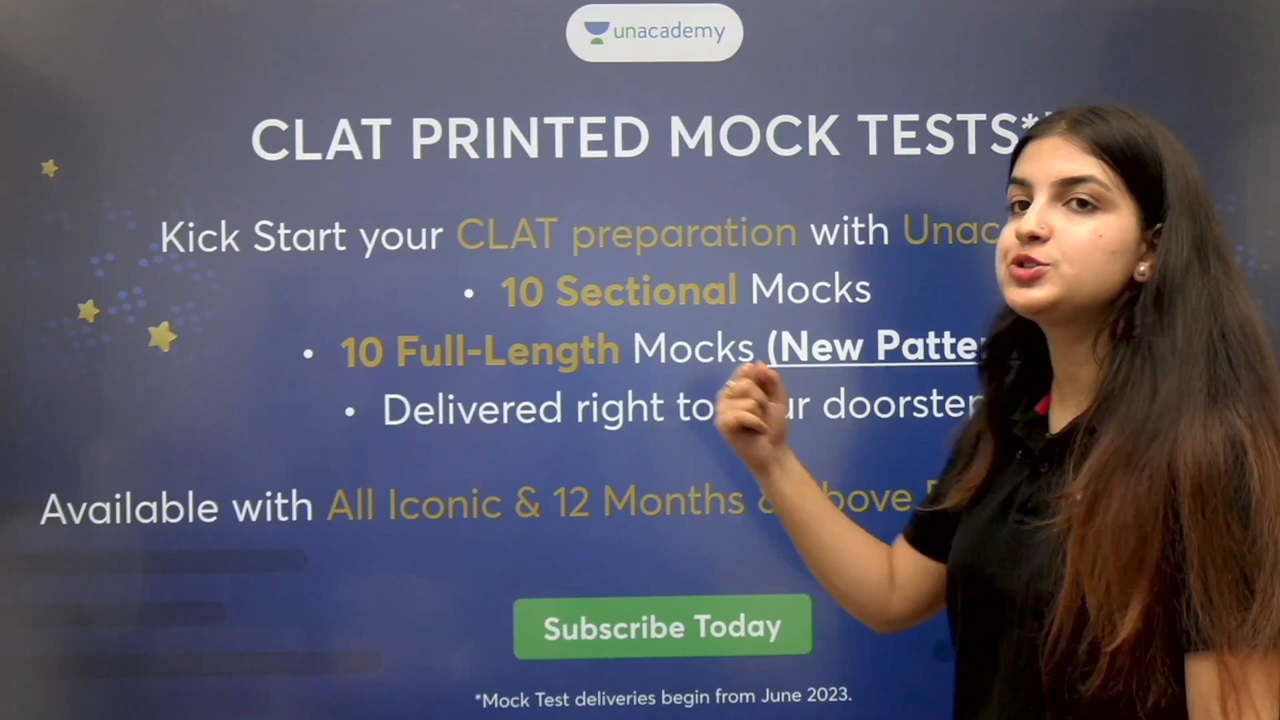 unacademy
CLAT PRINTED MOCK TESTS*
Kick Start your CLAT preparation with
• 10 Sectional Mocks
• 10 Full-Length Mocks (New
• Delivered right to
Available with All Iconic & 12 Months
Subscribe Today
*Mock Test deliveries begin from June 2023.